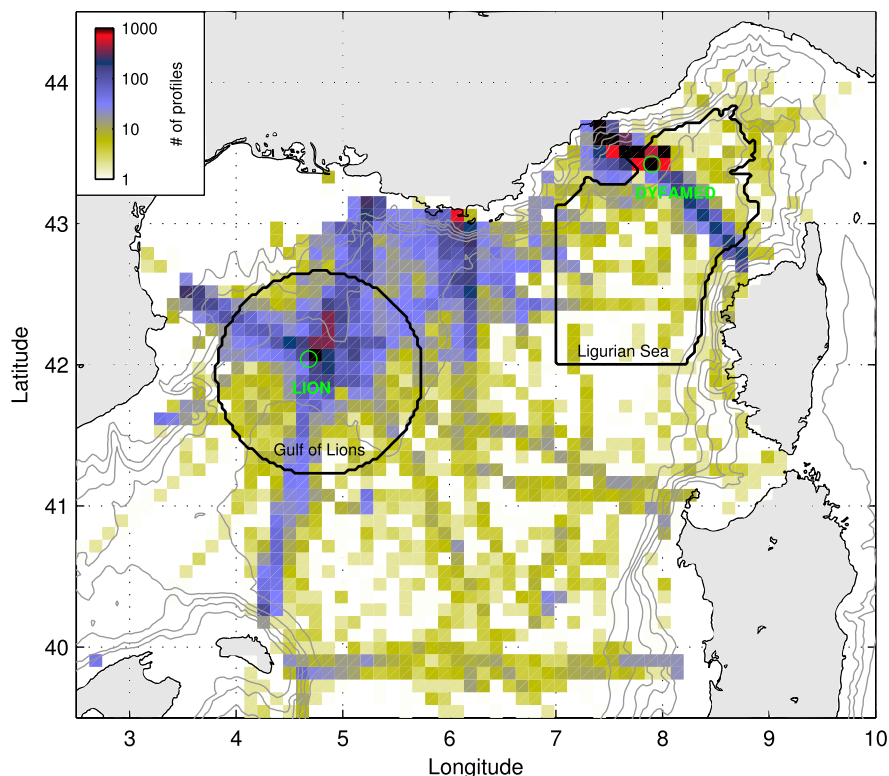 1000
100
10
1
# of profiles
44
43
42
41
40
Latitude
DYFAMED
Ligurian Sea
LION
Gulf of Lions
3 4 5 6 7 8 9 10
Longitude